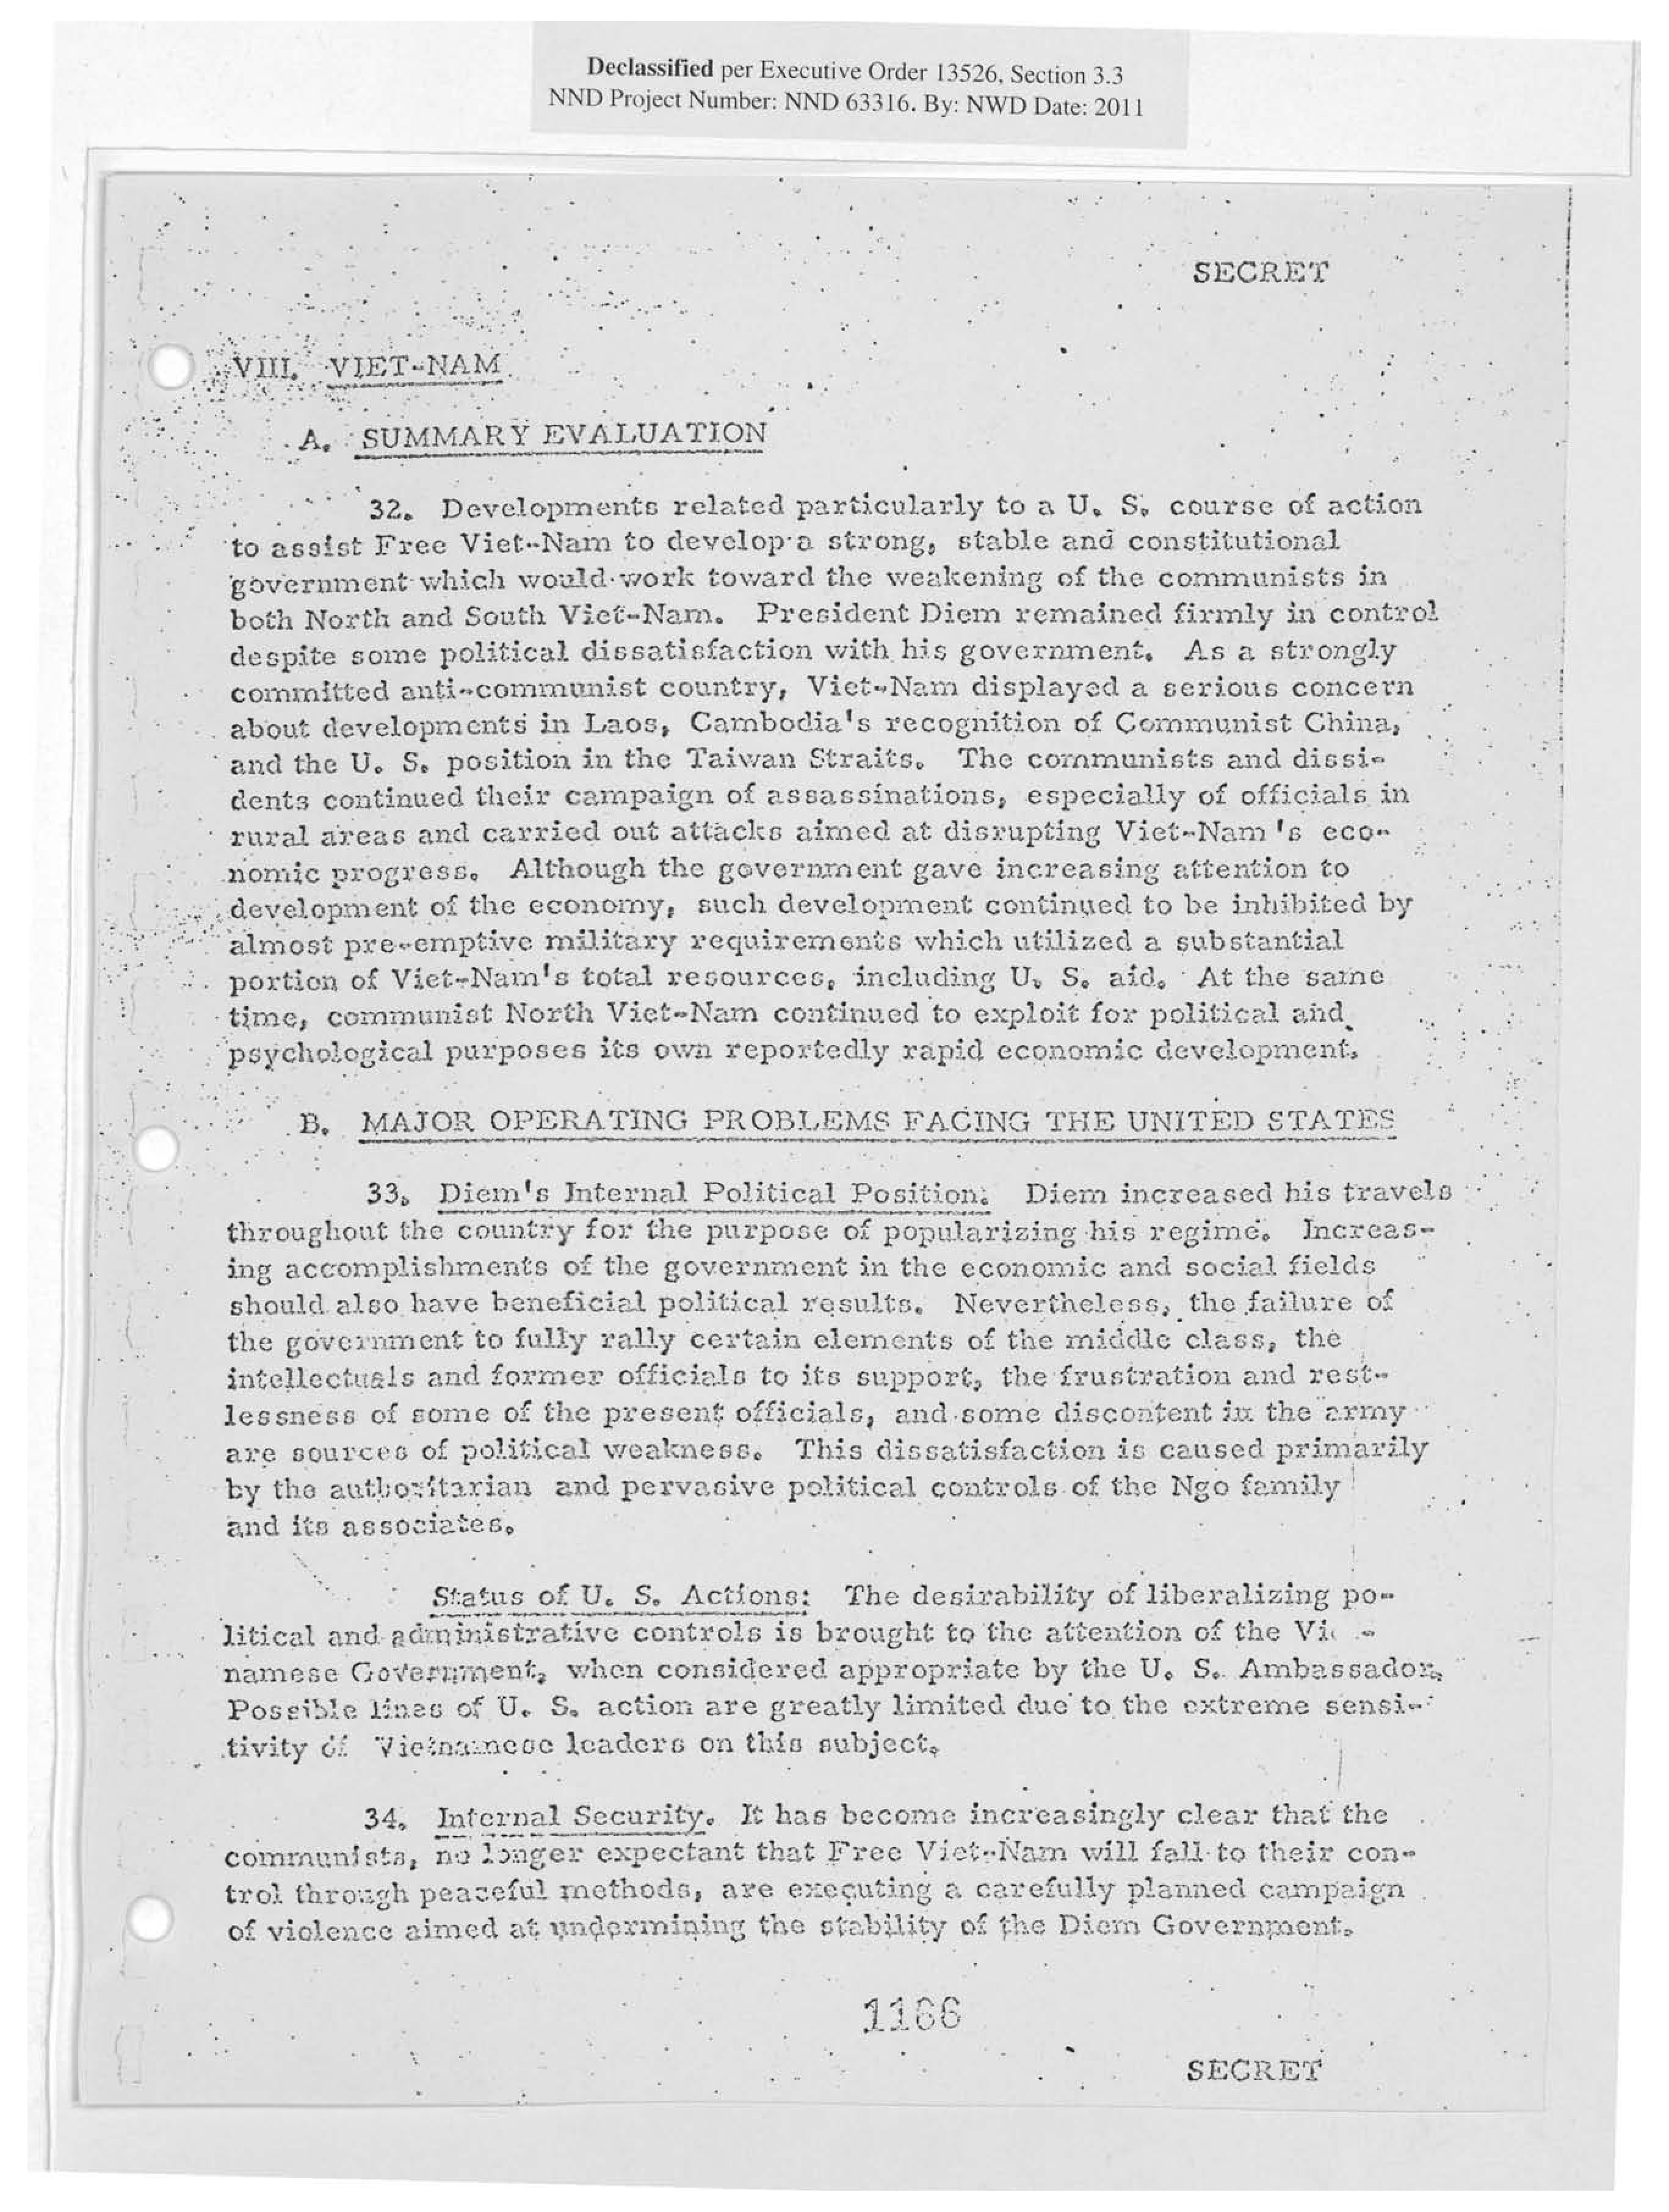 Declassified per Executive Order 13526, Section 3.3
NND Project Number: NND 63316. By: NWD Date: 2011
SECRET
VIII. VIET-NAM
A. SUMMARY EVALUATION
32. Developments related particularly to a U. S. course of action
to assist Free Viet-Nam to develop a strong, stable and constitutional
government which would work toward the weakening of the communists in
both North and South Viet-Nam. President Diem remained firmly in control
despite some political dissatisfaction with his government. As a strongly
committed anti-communist country, Viet-Nam displayed a serious concern
about developments in Laos, Cambodia's recognition of Communist China,
and the U. S. position in the Taiwan Straits. The communists and dissi-
dents continued their campaign of assassinations, especially of officials in
rural areas and carried out attacks aimed at disrupting Viet-Nam 's eco-
nomic progress. Although the government gave increasing attention to
development of the economy, such development continued to be inhibited by
almost pre-emptive military requirements which utilized a substantial
portion of Viet-Nam's total resources, including U. S. aid. At the same
time, communist North Viet-Nam continued to exploit for political and
psychological purposes its own reportedly rapid economic development.
B. MAJOR OPERATING PROBLEMS FACING THE UNITED STATES
33. Diem's Internal Political Position. Diem increased his travels
throughout the country for the purpose of popularizing his regime. Increas-
ing accomplishments of the government in the economic and social fields
should also have beneficial political results. Nevertheless, the failure of
the government to fully rally certain elements of the middle class, the
intellectuals and former officials to its support, the frustration and rest-
lessness of some of the present officials, and some discontent in the army
are sources of political weakness. This dissatisfaction is caused primarily
by the authoritarian and pervasive political controls of the Ngo family
and its associates.
Status of U. S. Actions: The desirability of liberalizing po-
litical and administrative controls is brought to the attention of the
namese Government, when considered appropriate by the U. S. Ambassador.
Possible lines of U. S. action are greatly limited due to the extreme sensi-
tivity of Vietnamese leaders on this subject.
34. Internal Security. It has become increasingly clear that the
communists, no longer expectant that Free Viet-Nam will fall to their con-
trol through peaceful methods, are executing a carefully planned campaign
of violence aimed at undermining the stability of the Diem Government.
1166
SECRET